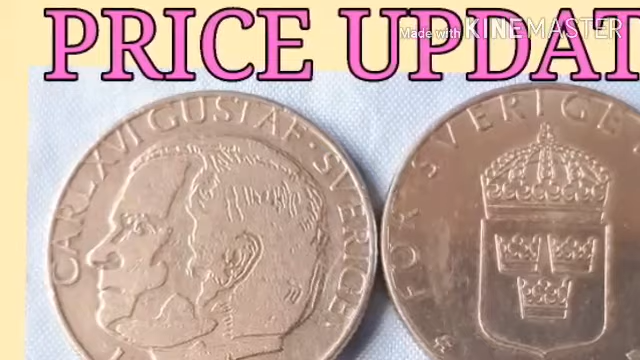 PRICE UPDAT
Made with KINEMASTER
CARL XVI GUSTAF · SVERIGE
FÖR SVERIGE